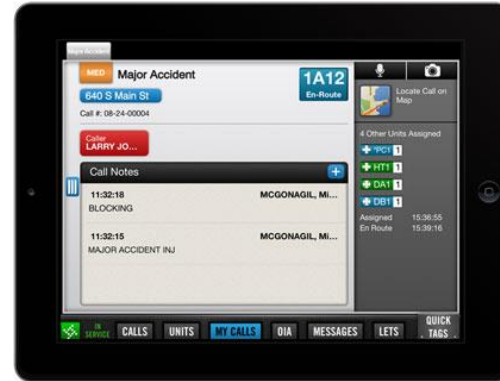 Major Accident
MED Major Accident
640 S Main St
Call #: 08-24-00004
1A12
En-Route
Caller
LARRY JO...
Call Notes
11:32:18 MCGONAGIL, Mi...
BLOCKING
11:32:15 MCGONAGIL, Mi...
MAJOR ACCIDENT INJ
Locate Call on
Map
4 Other Units Assigned
*PC1 1
HT1 1
DA1 1
DB1 1
Assigned 15:36:55
En Route 15:39:16
IN
SERVICE
CALLS
UNITS
MY CALLS
OIA
MESSAGES
LETS
QUICK
TAGS